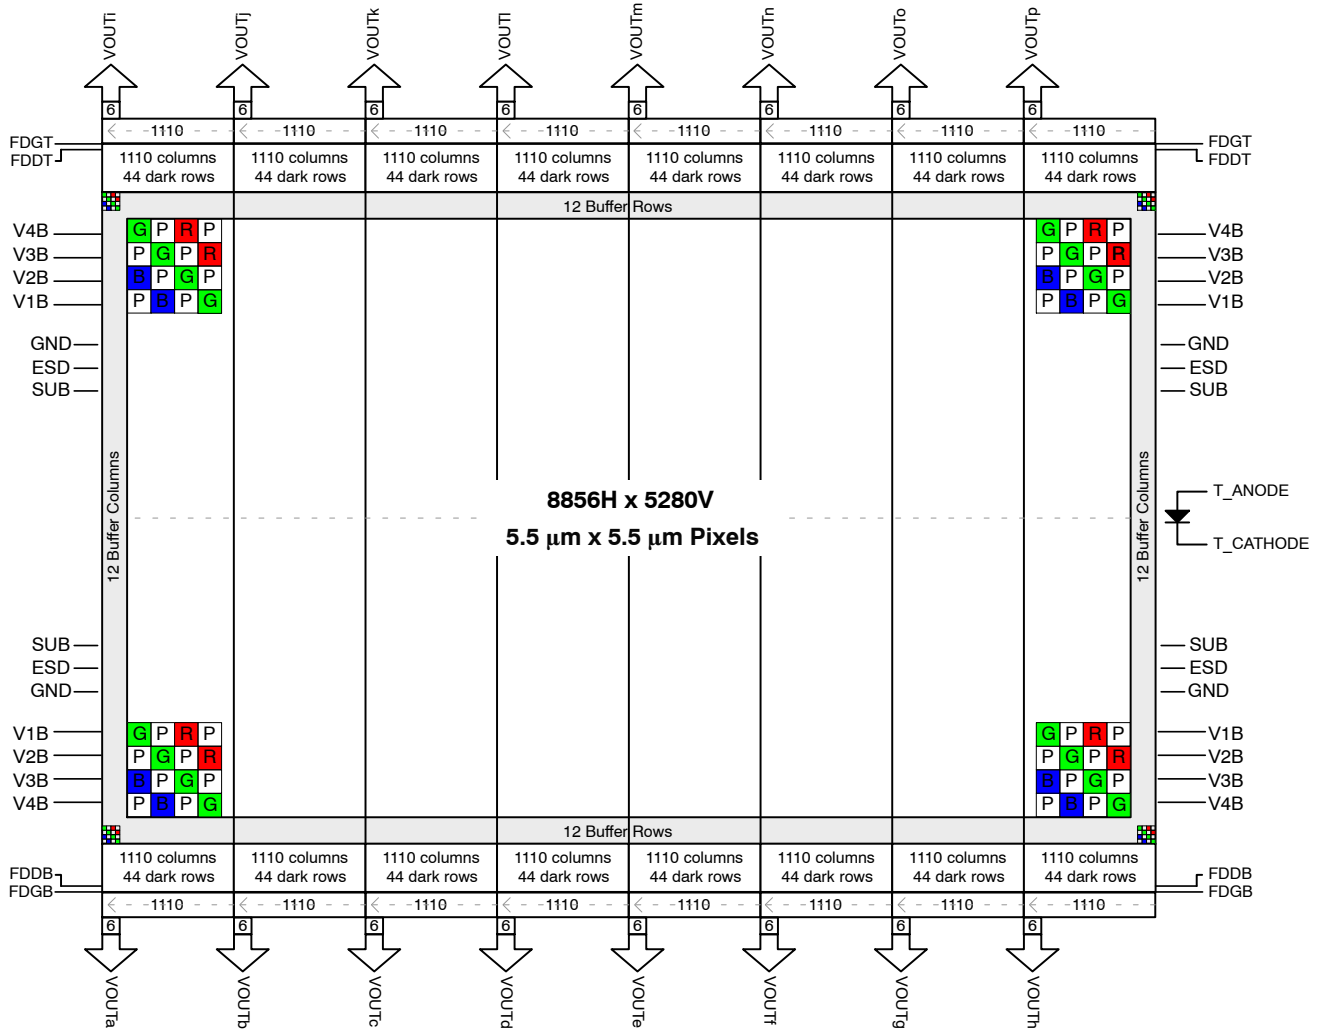 VOUTi VOUTj VOUTk VOUTl VOUTm VOUTn VOUTo VOUTp
6 6 6 6 6 6 6 6
1110 1110 1110 1110 1110 1110 1110 1110
FDGT FDGT
FDDT FDDT
1110 columns 1110 columns 1110 columns 1110 columns 1110 columns 1110 columns 1110 columns 1110 columns
44 dark rows 44 dark rows 44 dark rows 44 dark rows 44 dark rows 44 dark rows 44 dark rows 44 dark rows
12 Buffer Rows
V4B G P R P G P R P V4B
V3B P G P R P G P R V3B
V2B B P G P B P G P V2B
V1B P B P G P B P G V1B
GND GND
ESD ESD
SUB SUB
12 Buffer Columns
12 Buffer Columns
8856H x 5280V
5.5 μm x 5.5 μm Pixels
T_ANODE
T_CATHODE
SUB SUB
ESD ESD
GND GND
V1B G P R P G P R P V1B
V2B P G P R P G P R V2B
V3B B P G P B P G P V3B
V4B P B P G P B P G V4B
12 Buffer Rows
1110 columns 1110 columns 1110 columns 1110 columns 1110 columns 1110 columns 1110 columns 1110 columns
44 dark rows 44 dark rows 44 dark rows 44 dark rows 44 dark rows 44 dark rows 44 dark rows 44 dark rows
FDDB FDDB
FDGB FDGB
1110 1110 1110 1110 1110 1110 1110 1110
6 6 6 6 6 6 6 6
VOUTa VOUTb VOUTc VOUTd VOUTe VOUTf VOUTg VOUTh